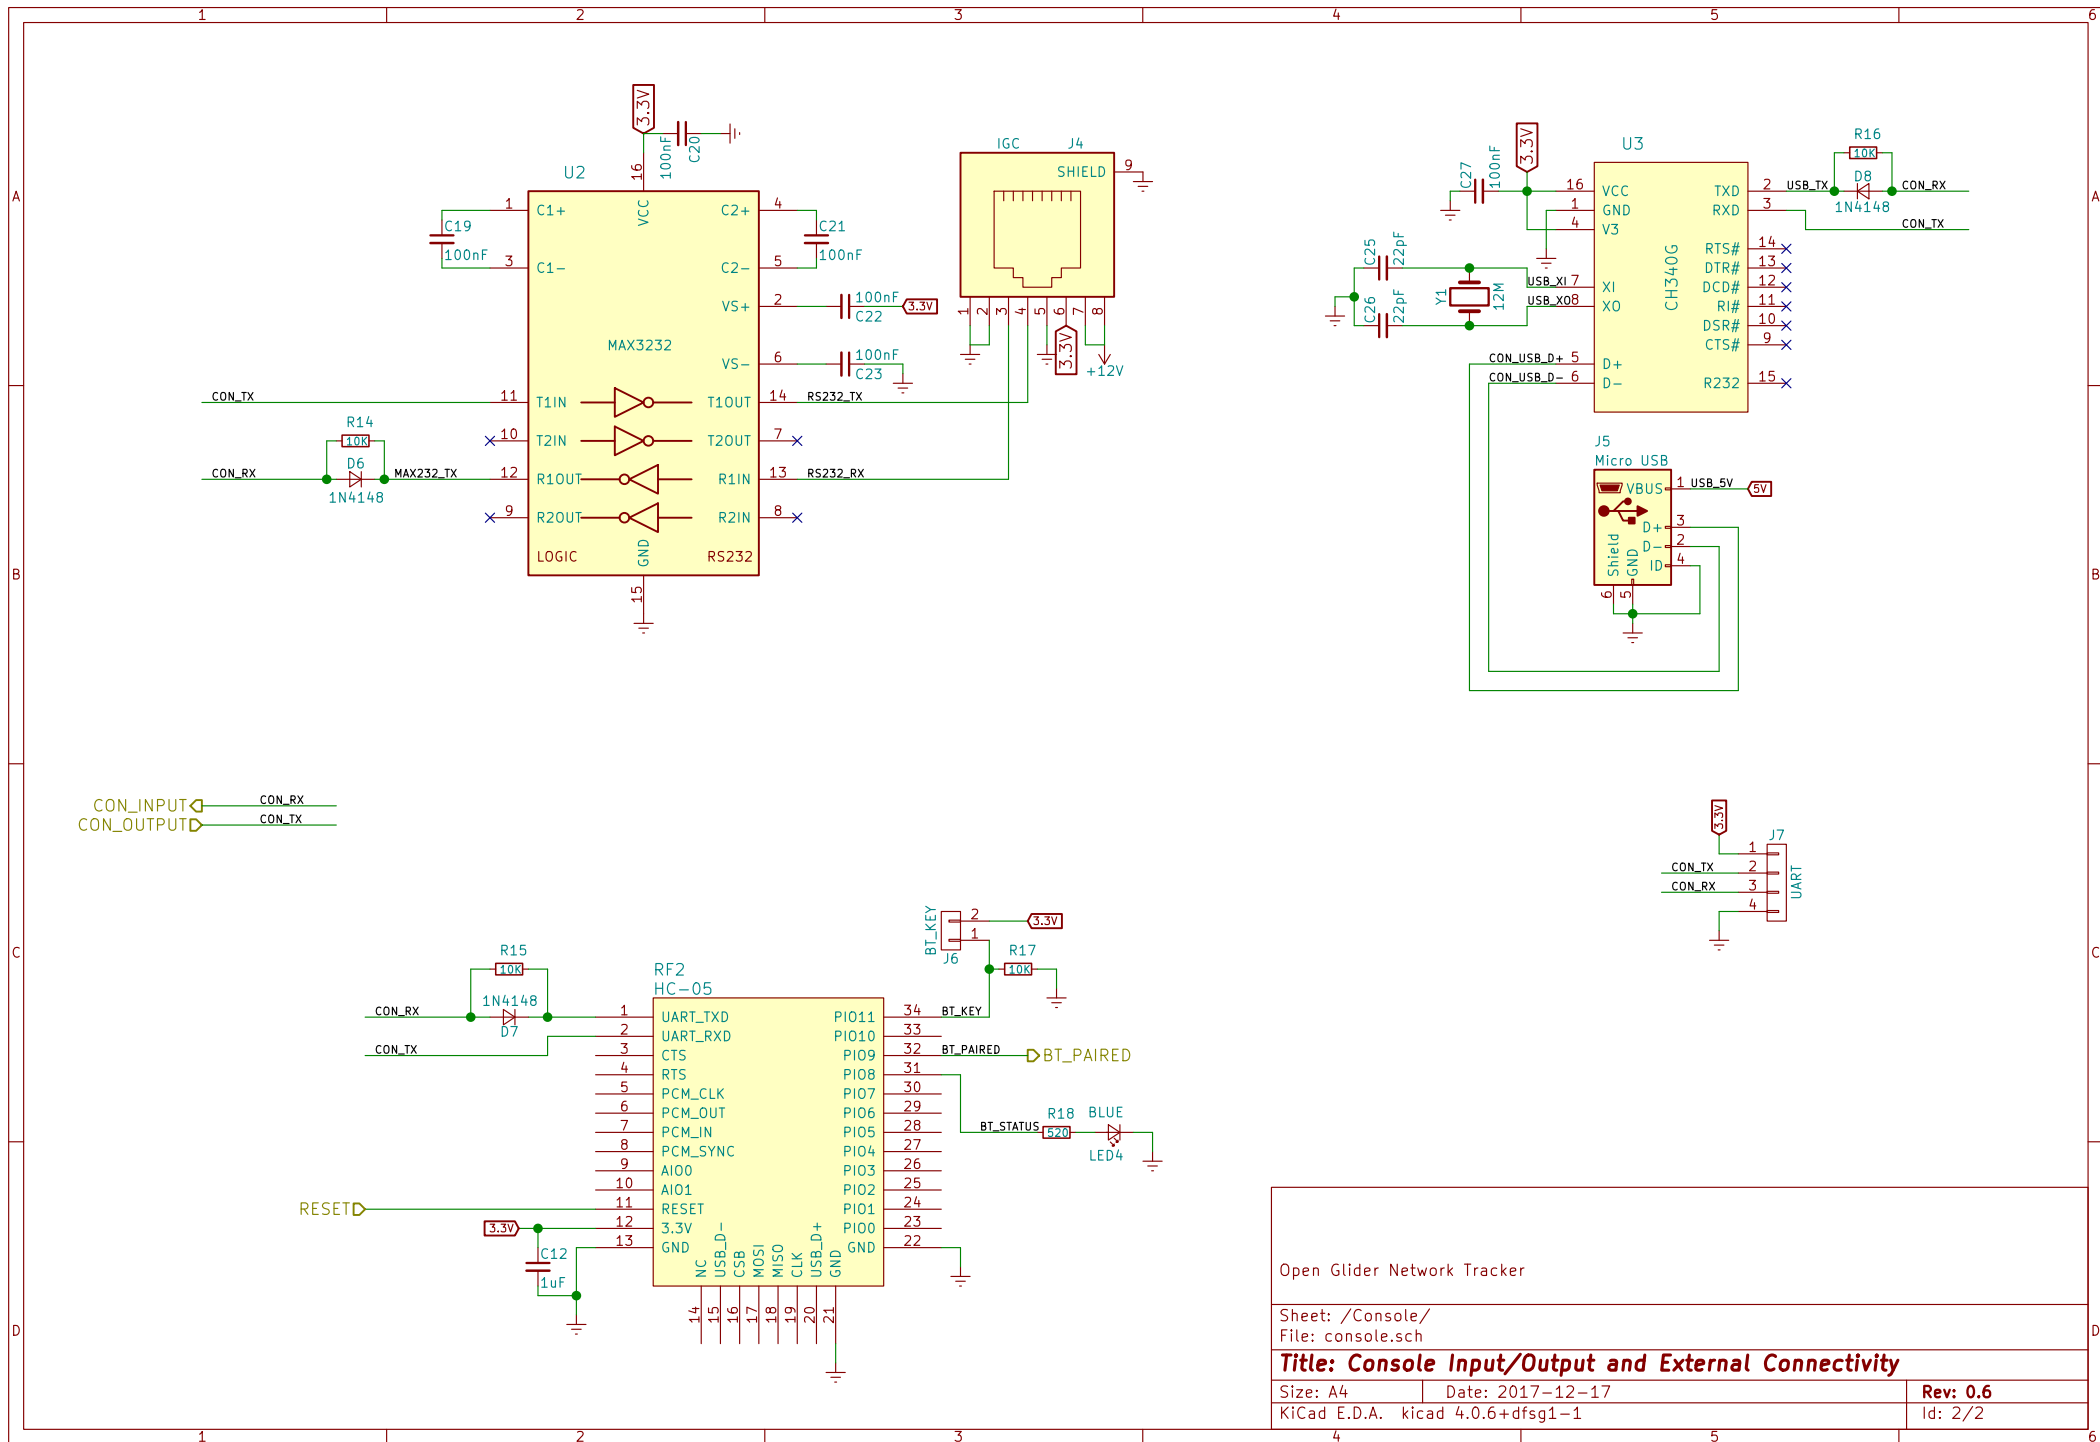 1 2 3 4 5 6
A
B
C
D
3.3V
100nF
C20
U2
16
VCC
1 C1+
C2+ 4
C19
100nF
C21
100nF
3 C1-
C2- 5
VS+ 2
100nF
C22
3.3V
MAX3232
VS- 6
100nF
C23
CON_TX
11 T1IN
T1OUT 14
RS232_TX
R14
10K
10 T2IN
T2OUT 7
D6
CON_RX
MAX232_TX
12 R1OUT
R1IN 13
RS232_RX
1N4148
9 R2OUT
R2IN 8
GND
LOGIC
RS232
15
IGC
J4
SHIELD 9
1 2 3 4 5 6 7 8
3.3V
+12V
3.3V
U3
C27
100nF
16 VCC
1 GND
4 V3
TXD 2
RXD 3
USB_TX
R16
10K
D8
1N4148
CON_RX
CON_TX
C25
22pF
C26
22pF
Y1
12M
USB_XI 7 XI
USB_XO 8 XO
CH340G
RTS# 14
DTR# 13
DCD# 12
RI# 11
DSR# 10
CTS# 9
CON_USB_D+ 5 D+
CON_USB_D- 6 D-
R232 15
J5
Micro USB
VBUS 1 USB_5V
5V
D+ 3
D- 2
ID 4
Shield
GND
6 5
CON_INPUT
CON_RX
CON_OUTPUT
CON_TX
3.3V
J7
1
CON_TX 2
CON_RX 3
4
UART
BT_KEY
2
3.3V
1
J6
R17
10K
R15
10K
1N4148
D7
CON_RX
CON_TX
RF2
HC-05
1 UART_TXD
2 UART_RXD
3 CTS
4 RTS
5 PCM_CLK
6 PCM_OUT
7 PCM_IN
8 PCM_SYNC
9 AIO0
10 AIO1
RESET
11 RESET
3.3V
12 3.3V
13 GND
C12
1uF
PIO11 34 BT_KEY
PIO10 33
PIO9 32 BT_PAIRED
BT_PAIRED
PIO8 31
PIO7 30
PIO6 29
PIO5 28
PIO4 27
PIO3 26
PIO2 25
PIO1 24
PIO0 23
GND 22
BT_STATUS
R18
520
BLUE
LED4
NC
USB_D-
CSB
MOSI
MISO
CLK
USB_D+
GND
14 15 16 17 18 19 20 21
Open Glider Network Tracker
Sheet: /Console/
File: console.sch
Title: Console Input/Output and External Connectivity
Size: A4
Date: 2017-12-17
Rev: 0.6
KiCad E.D.A. kicad 4.0.6+dfsg1-1
Id: 2/2
A
B
C
D
1 2 3 4 5 6